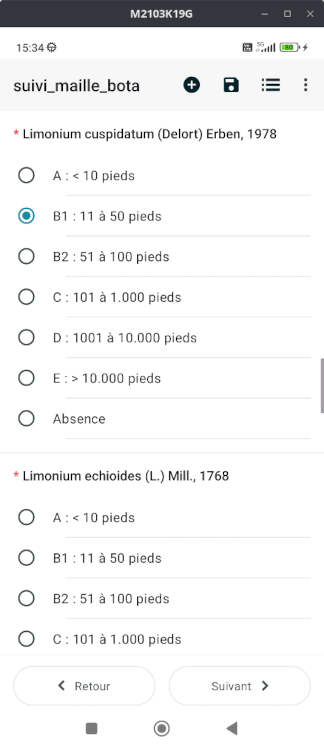 M2103K19G
15:34
5G
80
suivi_maille_bota
* Limonium cuspidatum (Delort) Erben, 1978
A : < 10 pieds
B1 : 11 à 50 pieds
B2 : 51 à 100 pieds
C : 101 à 1.000 pieds
D : 1001 à 10.000 pieds
E : > 10.000 pieds
Absence
* Limonium echioides (L.) Mill., 1768
A : < 10 pieds
B1 : 11 à 50 pieds
B2 : 51 à 100 pieds
C : 101 à 1.000 pieds
Retour
Suivant